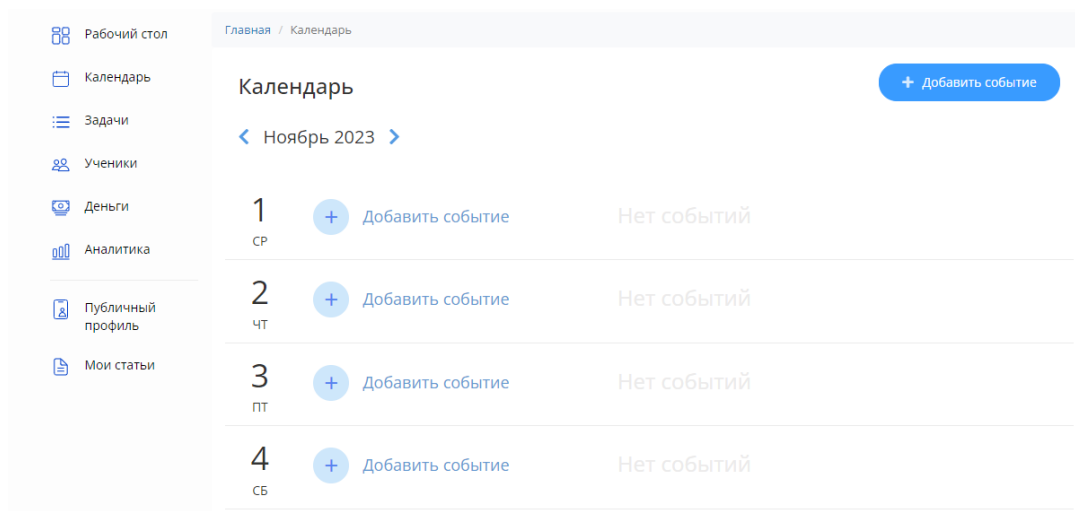 Рабочий стол
Календарь
Задачи
Ученики
Деньги
Аналитика
Публичный
профиль
Мои статьи
Главная / Календарь
Календарь
+ Добавить событие
Ноябрь 2023
1
СР
+ Добавить событие
Нет событий
2
ЧТ
+ Добавить событие
Нет событий
3
ПТ
+ Добавить событие
Нет событий
4
СБ
+ Добавить событие
Нет событий